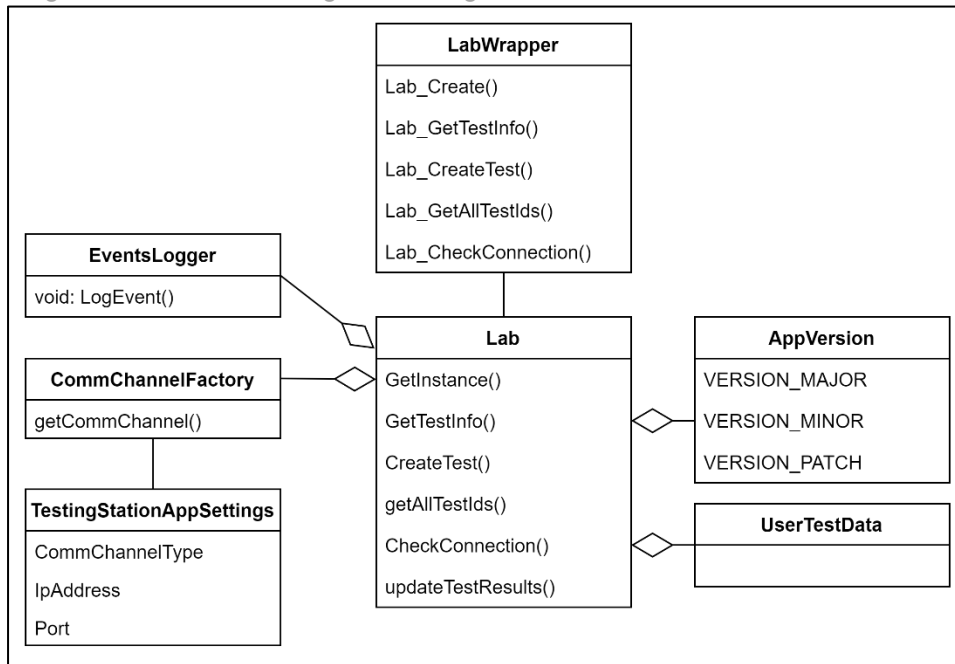 LabWrapper
Lab_Create()
Lab_GetTestInfo()
Lab_CreateTest()
Lab_GetAllTestIds()
Lab_CheckConnection()
EventsLogger
void: LogEvent()
CommChannelFactory
getCommChannel()
TestingStationAppSettings
CommChannelType
IpAddress
Port
Lab
GetInstance()
GetTestInfo()
CreateTest()
getAllTestIds()
CheckConnection()
updateTestResults()
AppVersion
VERSION_MAJOR
VERSION_MINOR
VERSION_PATCH
UserTestData